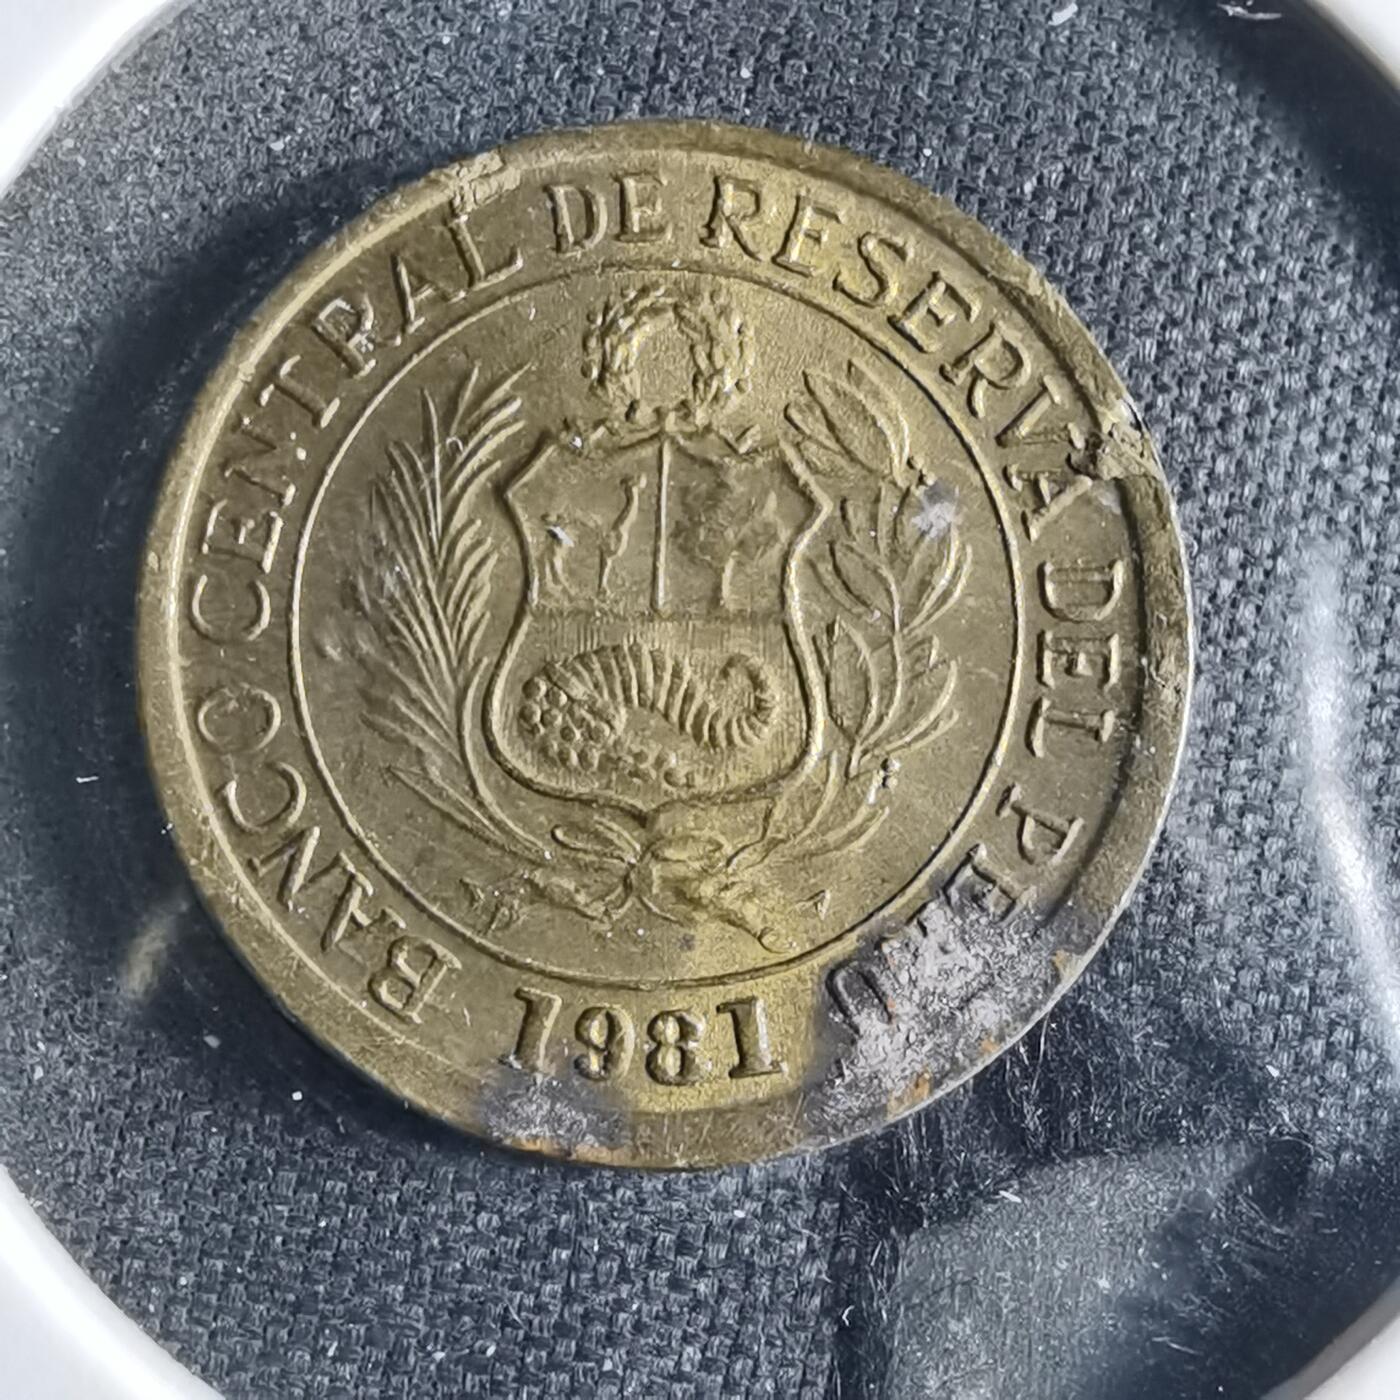 BANCO CENTRAL DE RESERVA DEL PERU
1981